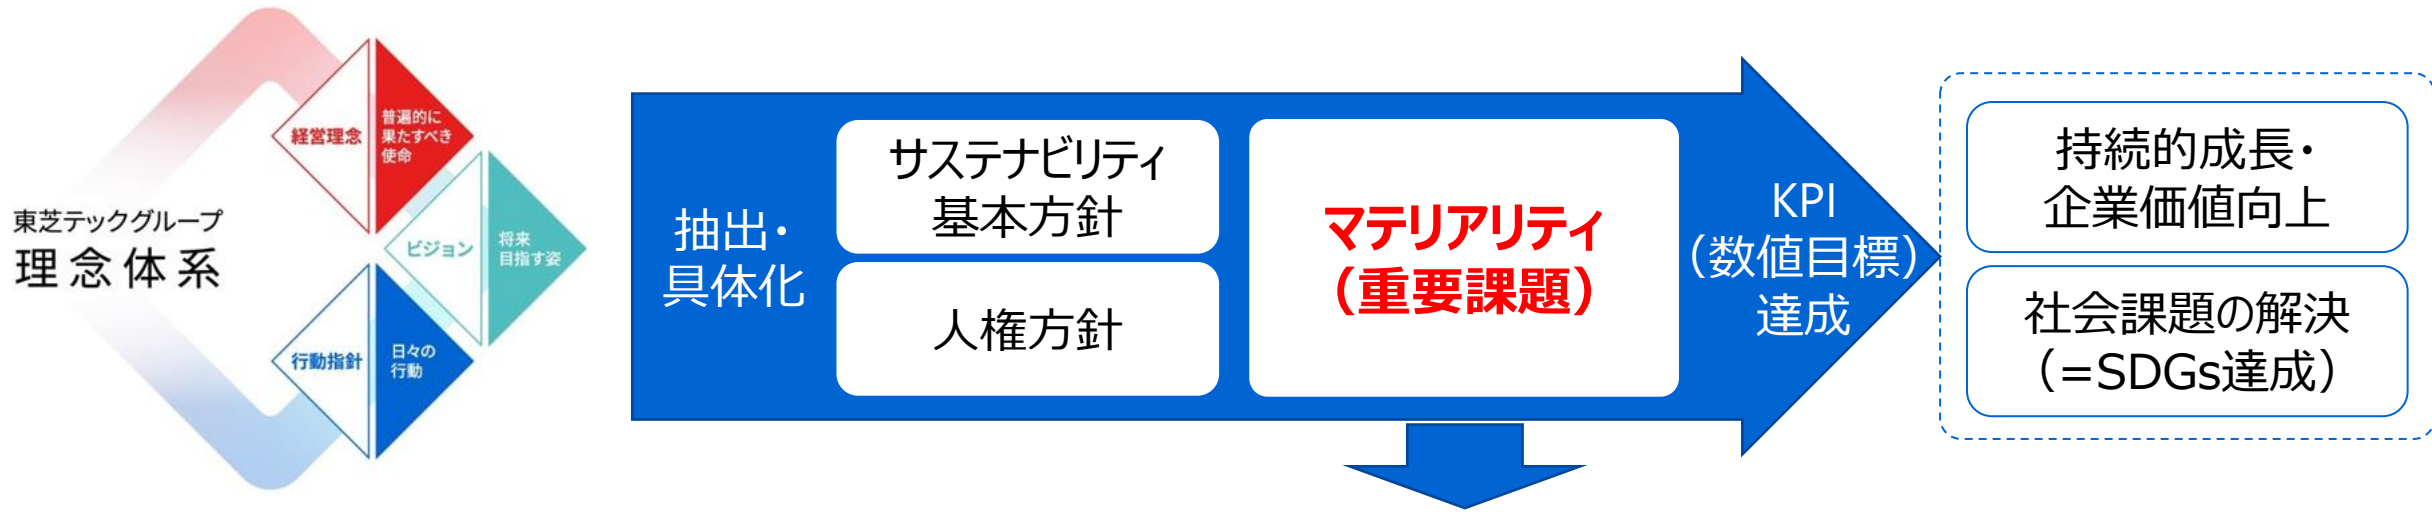 東芝テックグループ
理念体系
経営理念
普遍的に
果たすべき
使命
ビジョン
将来
目指す姿
行動指針
日々の
行動
抽出・
具体化
サステナビリティ
基本方針
人権方針
マテリアリティ
（重要課題）
KPI
（数値目標）
達成
持続的成長・
企業価値向上
社会課題の解決
（=SDGs達成）